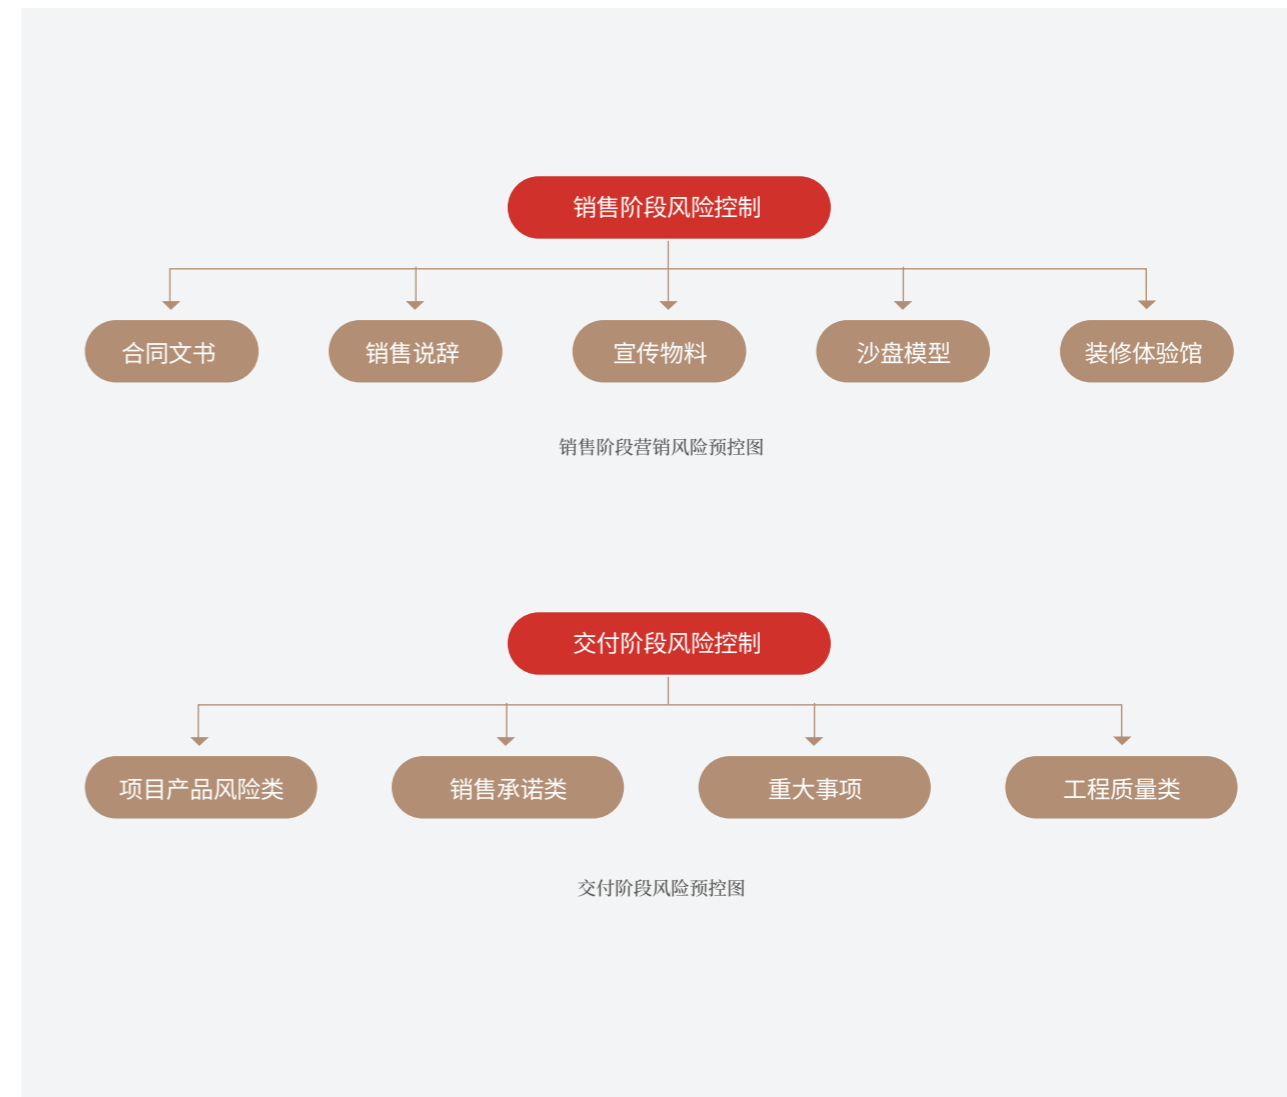 销售阶段风险控制
合同文书
销售说辞
宣传物料
沙盘模型
装修体验馆
销售阶段营销风险预控图
交付阶段风险控制
项目产品风险类
销售承诺类
重大事项
工程质量类
交付阶段风险预控图